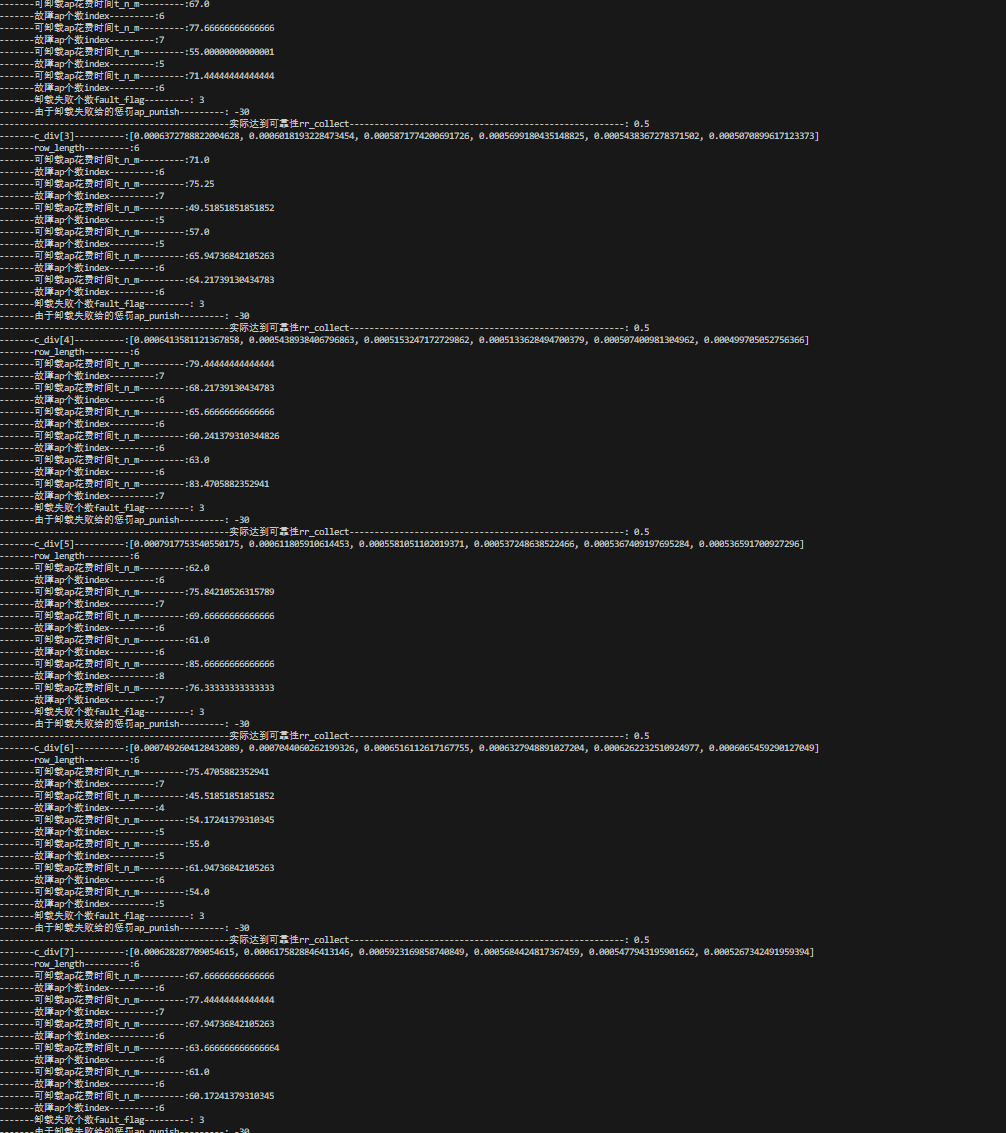 -------可卸载ap花费时间t_n_m---------:67.0
-------故障ap个数index---------:6
-------可卸载ap花费时间t_n_m---------:77.66666666666666
-------故障ap个数index---------:7
-------可卸载ap花费时间t_n_m---------:55.00000000000001
-------故障ap个数index---------:5
-------可卸载ap花费时间t_n_m---------:71.44444444444444
-------故障ap个数index---------:6
-------卸载失败个数fault_flag---------: 3
-------由于卸载失败给的惩罚ap_punish---------: -30
----------------------------------------------实际达到可靠性rr_collect-------------------------------------------------------: 0.5
-------c_div[3]----------:[0.0006372788822004628, 0.0006018193228473454, 0.0005871774200691726, 0.0005699180435148825, 0.0005438367278371502, 0.0005070899617123373]
-------row_length---------:6
-------可卸载ap花费时间t_n_m---------:71.0
-------故障ap个数index---------:6
-------可卸载ap花费时间t_n_m---------:75.25
-------故障ap个数index---------:7
-------可卸载ap花费时间t_n_m---------:49.51851851851852
-------故障ap个数index---------:5
-------可卸载ap花费时间t_n_m---------:57.0
-------故障ap个数index---------:5
-------可卸载ap花费时间t_n_m---------:65.94736842105263
-------故障ap个数index---------:6
-------可卸载ap花费时间t_n_m---------:64.21739130434783
-------故障ap个数index---------:6
-------卸载失败个数fault_flag---------: 3
-------由于卸载失败给的惩罚ap_punish---------: -30
----------------------------------------------实际达到可靠性rr_collect-------------------------------------------------------: 0.5
-------c_div[4]----------:[0.0006413581121367858, 0.0005438938406796863, 0.0005153247172729862, 0.0005133628494700379, 0.000507400981304962, 0.000499705052756366]
-------row_length---------:6
-------可卸载ap花费时间t_n_m---------:79.44444444444444
-------故障ap个数index---------:7
-------可卸载ap花费时间t_n_m---------:68.21739130434783
-------故障ap个数index---------:6
-------可卸载ap花费时间t_n_m---------:65.66666666666666
-------故障ap个数index---------:6
-------可卸载ap花费时间t_n_m---------:60.241379310344826
-------故障ap个数index---------:6
-------可卸载ap花费时间t_n_m---------:63.0
-------故障ap个数index---------:6
-------可卸载ap花费时间t_n_m---------:83.4705882352941
-------故障ap个数index---------:7
-------卸载失败个数fault_flag---------: 3
-------由于卸载失败给的惩罚ap_punish---------: -30
----------------------------------------------实际达到可靠性rr_collect-------------------------------------------------------: 0.5
-------c_div[5]----------:[0.0007917753540550175, 0.000611805910614453, 0.0005581051102019371, 0.000537248638522466, 0.0005367409197695284, 0.000536591700927296]
-------row_length---------:6
-------可卸载ap花费时间t_n_m---------:62.0
-------故障ap个数index---------:6
-------可卸载ap花费时间t_n_m---------:75.84210526315789
-------故障ap个数index---------:7
-------可卸载ap花费时间t_n_m---------:69.66666666666666
-------故障ap个数index---------:6
-------可卸载ap花费时间t_n_m---------:61.0
-------故障ap个数index---------:6
-------可卸载ap花费时间t_n_m---------:85.66666666666666
-------故障ap个数index---------:8
-------可卸载ap花费时间t_n_m---------:76.33333333333333
-------故障ap个数index---------:7
-------卸载失败个数fault_flag---------: 3
-------由于卸载失败给的惩罚ap_punish---------: -30
----------------------------------------------实际达到可靠性rr_collect-------------------------------------------------------: 0.5
-------c_div[6]----------:[0.0007492604128432089, 0.0007044060262199326, 0.0006516112617167755, 0.0006327948891027204, 0.0006262232510924977, 0.0006065459290127049]
-------row_length---------:6
-------可卸载ap花费时间t_n_m---------:75.4705882352941
-------故障ap个数index---------:7
-------可卸载ap花费时间t_n_m---------:45.51851851851852
-------故障ap个数index---------:4
-------可卸载ap花费时间t_n_m---------:54.17241379310345
-------故障ap个数index---------:5
-------可卸载ap花费时间t_n_m---------:55.0
-------故障ap个数index---------:5
-------可卸载ap花费时间t_n_m---------:61.94736842105263
-------故障ap个数index---------:6
-------可卸载ap花费时间t_n_m---------:54.0
-------故障ap个数index---------:5
-------卸载失败个数fault_flag---------: 3
-------由于卸载失败给的惩罚ap_punish---------: -30
----------------------------------------------实际达到可靠性rr_collect-------------------------------------------------------: 0.5
-------c_div[7]----------:[0.000628287709054615, 0.0006175828846413146, 0.0005923169858740849, 0.0005684424817367459, 0.0005477943195901662, 0.0005267342491959394]
-------row_length---------:6
-------可卸载ap花费时间t_n_m---------:67.66666666666666
-------故障ap个数index---------:6
-------可卸载ap花费时间t_n_m---------:77.44444444444444
-------故障ap个数index---------:7
-------可卸载ap花费时间t_n_m---------:67.94736842105263
-------故障ap个数index---------:6
-------可卸载ap花费时间t_n_m---------:63.666666666666664
-------故障ap个数index---------:6
-------可卸载ap花费时间t_n_m---------:61.0
-------故障ap个数index---------:6
-------可卸载ap花费时间t_n_m---------:60.17241379310345
-------故障ap个数index---------:6
-------卸载失败个数fault_flag---------: 3
-------由于卸载失败给的惩罚ap_punish---------: -30